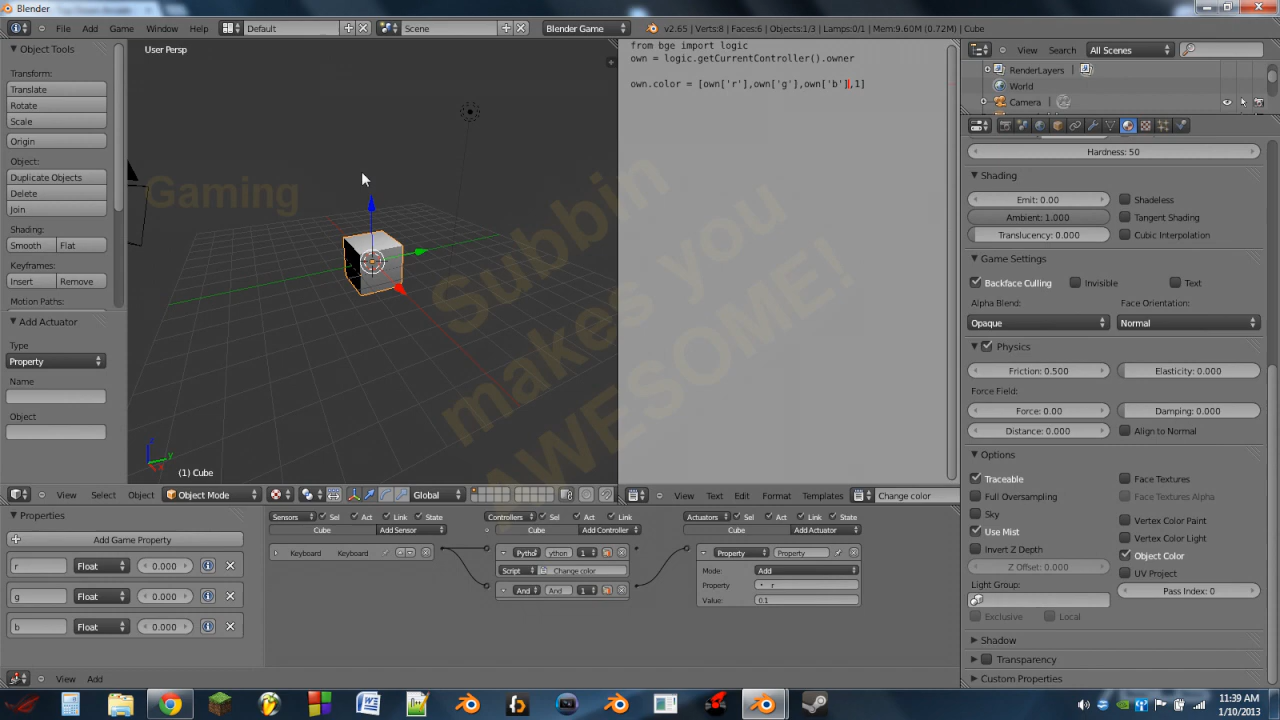 Blender
File Add Game Window Help Default Scene Blender Game v2.65 | Verts:8 | Faces:6 | Objects:1/3 | Lamps:0/1 | Mem:9.60M (0.72M) | Cube
Object Tools
Transform:
Translate
Rotate
Scale
Origin
Object:
Duplicate Objects
Delete
Join
Shading:
Smooth Flat
Keyframes:
Insert Remove
Motion Paths:
Add Actuator
Type
Property
Name
Object
User Persp
Gaming
Subbin
makes you
AWESOME !
(1) Cube
View Select Object Object Mode Global
from bge import logic
own = logic.getCurrentController().owner
own.color = [own['r'],own['g'],own['b'],1]
View Text Edit Format Templates Change color
View Search All Scenes
RenderLayers
World
Camera
Hardness: 50
Shading
Emit: 0.00 Shadeless
Ambient: 1.000 Tangent Shading
Translucency: 0.000 Cubic Interpolation
Game Settings
Backface Culling Invisible Text
Alpha Blend: Face Orientation:
Opaque Normal
Physics
Friction: 0.500 Elasticity: 0.000
Force Field:
Force: 0.00 Damping: 0.000
Distance: 0.000 Align to Normal
Options
Traceable Face Textures
Full Oversampling Face Textures Alpha
Sky
Use Mist Vertex Color Paint
Invert Z Depth Vertex Color Light
Z Offset: 0.000 Object Color
Light Group: UV Project
Pass Index: 0
Exclusive Local
Shadow
Transparency
Custom Properties
Properties
Add Game Property
r Float 0.000
g Float 0.000
b Float 0.000
View Add
Sensors Sel Act Link State
Cube Add Sensor
Keyboard Keyboard
Controllers Sel Act Link
Cube Add Controller
Pytho ython 1
Script Change color
And And 1
Actuators Sel Act Link State
Cube Add Actuator
Property Property
Mode: Add
Property r
Value: 0.1
11:39 AM
1/10/2013